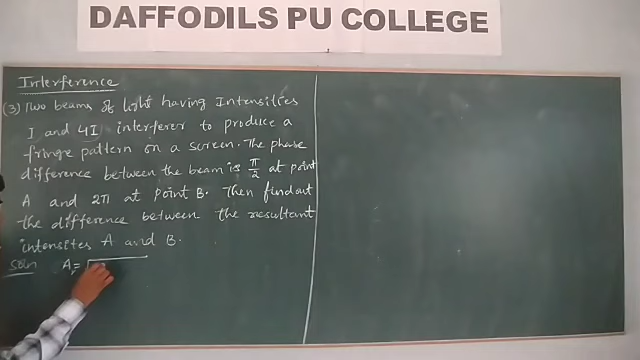 DAFFODILS PU COLLEGE
Interference
(3) Two beams of light having Intensities
I and 4I interferer to produce a
fringe pattern on a screen. The phase
difference between the beam is π/2 at point
A and 2π at point B. Then findout
the difference between the resultant
intensites A and B.
Soln A₁ = √